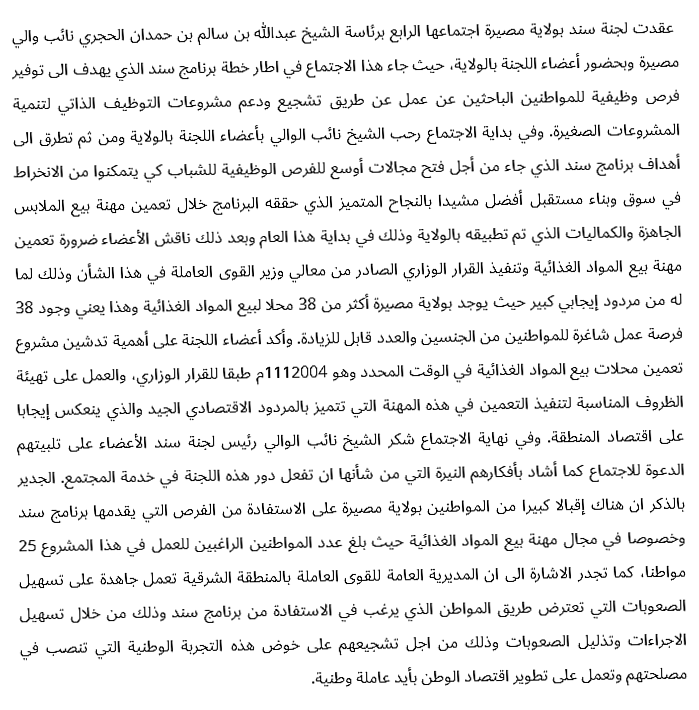 عقدت لجنة سند بولاية مصيرة اجتماعها الرابع برئاسة الشيخ عبدالله بن سالم بن حمدان الحجري نائب والي
مصيرة وبحضور أعضاء اللجنة بالولاية، حيث جاء هذا الاجتماع في اطار خطة برنامج سند الذي يهدف الى توفير
فرص وظيفية للمواطنين الباحثين عن عمل عن طريق تشجيع ودعم مشروعات التوظيف الذاتي لتنمية
المشروعات الصغيرة. وفي بداية الاجتماع رحب الشيخ نائب الوالي بأعضاء اللجنة بالولاية ومن ثم تطرق الى
أهداف برنامج سند الذي جاء من أجل فتح مجالات أوسع للفرص الوظيفية للشباب كي يتمكنوا من الانخراط
في سوق وبناء مستقبل أفضل مشيدا بالنجاح المتميز الذي حققه البرنامج خلال تعمين مهنة بيع الملابس
الجاهزة والكماليات الذي تم تطبيقه بالولاية وذلك في بداية هذا العام وبعد ذلك ناقش الأعضاء ضرورة تعمين
مهنة بيع المواد الغذائية وتنفيذ القرار الوزاري الصادر من معالي وزير القوى العاملة في هذا الشأن وذلك لما
له من مردود إيجابي كبير حيث يوجد بولاية مصيرة أكثر من 38 محلا لبيع المواد الغذائية وهذا يعني وجود 38
فرصة عمل شاغرة للمواطنين من الجنسين والعدد قابل للزيادة. وأكد أعضاء اللجنة على أهمية تدشين مشروع
تعمين محلات بيع المواد الغذائية في الوقت المحدد وهو 1112004م طبقا للقرار الوزاري، والعمل على تهيئة
الظروف المناسبة لتنفيذ التعمين في هذه المهنة التي تتميز بالمردود الاقتصادي الجيد والذي ينعكس إيجابا
على اقتصاد المنطقة. وفي نهاية الاجتماع شكر الشيخ نائب الوالي رئيس لجنة سند الأعضاء على تلبيتهم
الدعوة للاجتماع كما أشاد بأفكارهم النيرة التي من شأنها ان تفعل دور هذه اللجنة في خدمة المجتمع. الجدير
بالذكر ان هناك إقبالا كبيرا من المواطنين بولاية مصيرة على الاستفادة من الفرص التي يقدمها برنامج سند
وخصوصا في مجال مهنة بيع المواد الغذائية حيث بلغ عدد المواطنين الراغبين للعمل في هذا المشروع 25
مواطنا، كما تجدر الاشارة الى ان المديرية العامة للقوى العاملة بالمنطقة الشرقية تعمل جاهدة على تسهيل
الصعوبات التي تعترض طريق المواطن الذي يرغب في الاستفادة من برنامج سند وذلك من خلال تسهيل
الاجراءات وتذليل الصعوبات وذلك من اجل تشجيعهم على خوض هذه التجربة الوطنية التي تنصب في
مصلحتهم وتعمل على تطوير اقتصاد الوطن بأيد عاملة وطنية.